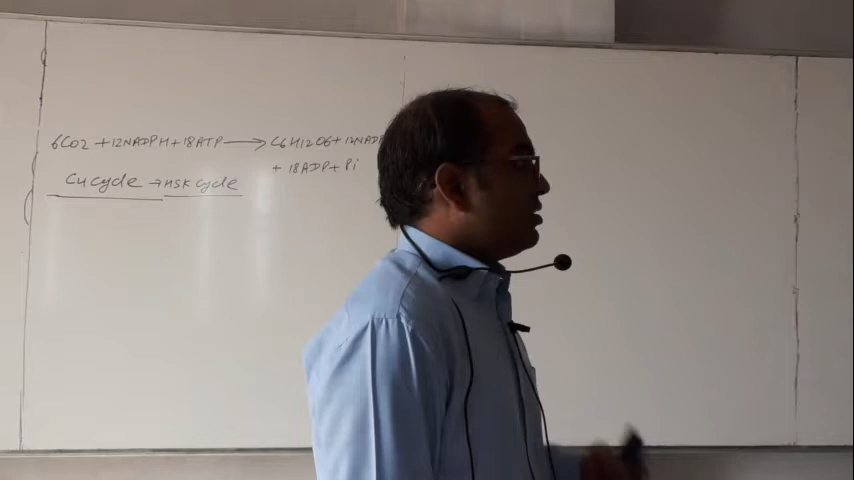 6CO2 + 12NADPH + 18ATP → C6H12O6 + 12NADP
+ 18ADP + Pi
C4 cycle → HSK cycle